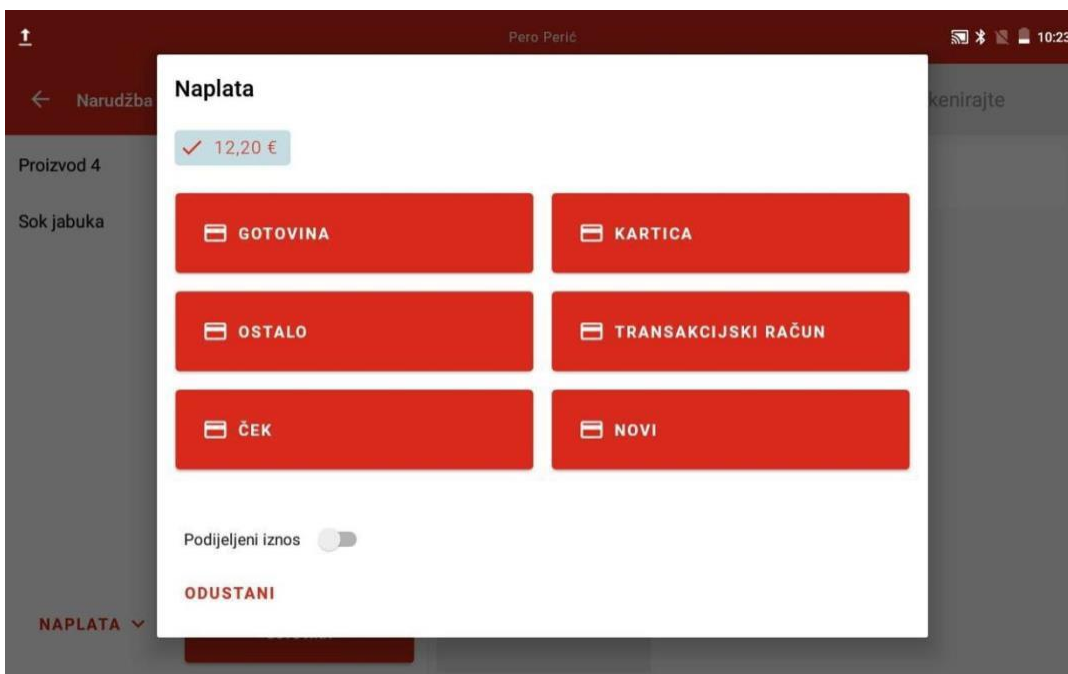 Pero Perić
10:23
Narudžba
kenirajte
Proizvod 4
Sok jabuka
Naplata
12,20 €
GOTOVINA
KARTICA
OSTALO
TRANSAKCIJSKI RAČUN
ČEK
NOVI
Podijeljeni iznos
ODUSTANI
NAPLATA